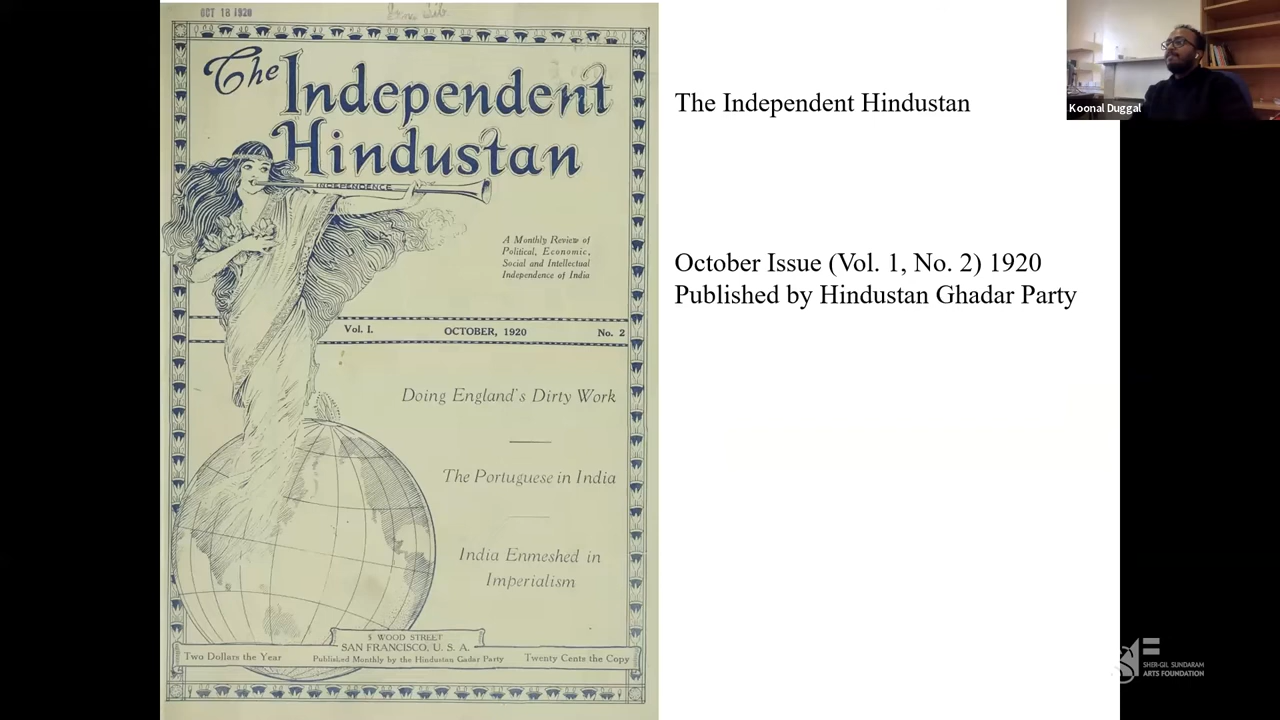 OCT 18 1920
The
Independent
Hindustan
INDEPENDENCE
A Monthly Review of
Political, Economic,
Social and Intellectual
Independence of India
Vol. I. OCTOBER, 1920 No. 2
Doing England's Dirty Work
The Portuguese in India
India Enmeshed in
Imperialism
5 WOOD STREET
SAN FRANCISCO, U. S. A.
Two Dollars the Year Published Monthly by the Hindustan Gadar Party Twenty Cents the Copy
The Independent Hindustan
October Issue (Vol. 1, No. 2) 1920
Published by Hindustan Ghadar Party
Koonal Duggal
SHER-GIL SUNDARAM
ARTS FOUNDATION